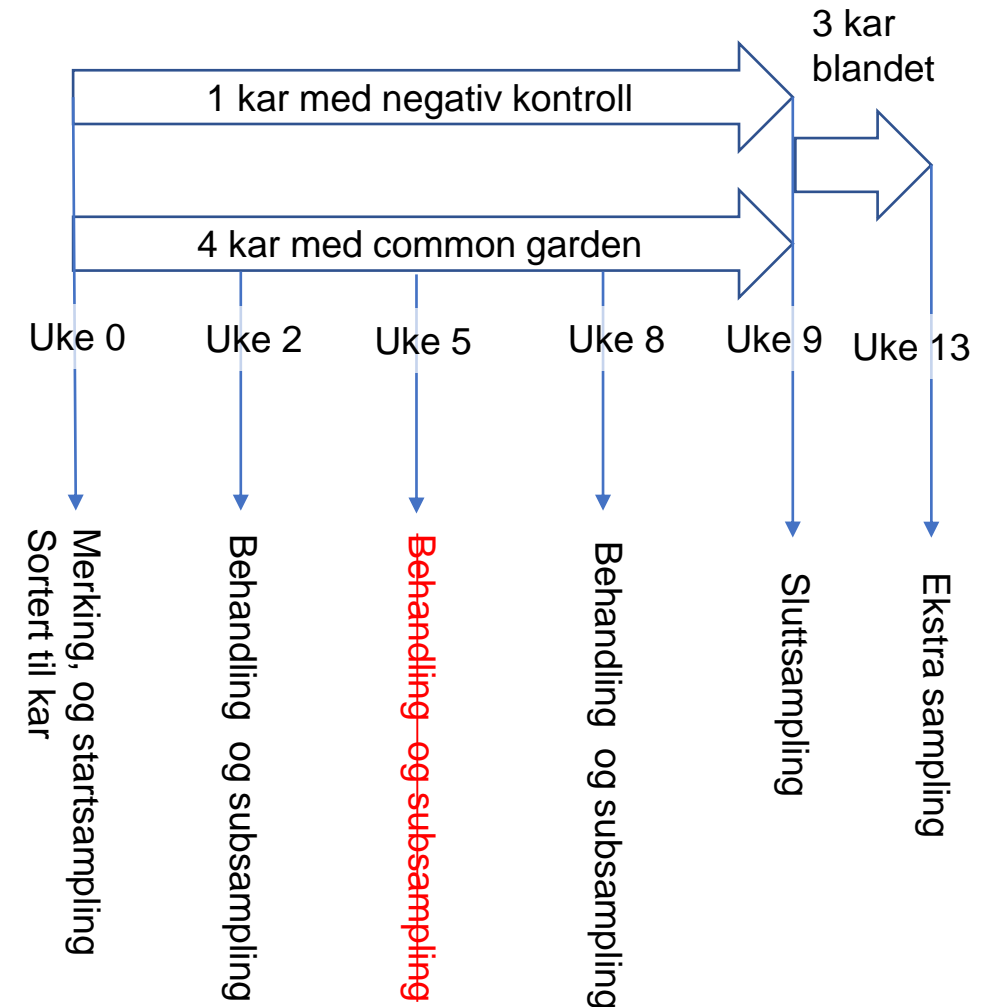 3 kar
blandet
1 kar med negativ kontroll
4 kar med common garden
Uke 0
Uke 2
Uke 5
Uke 8
Uke 9
Uke 13
Merking, og startsampling
Sortert til kar
Behandling og subsampling
Behandling og subsampling
Behandling og subsampling
Sluttsampling
Ekstra sampling